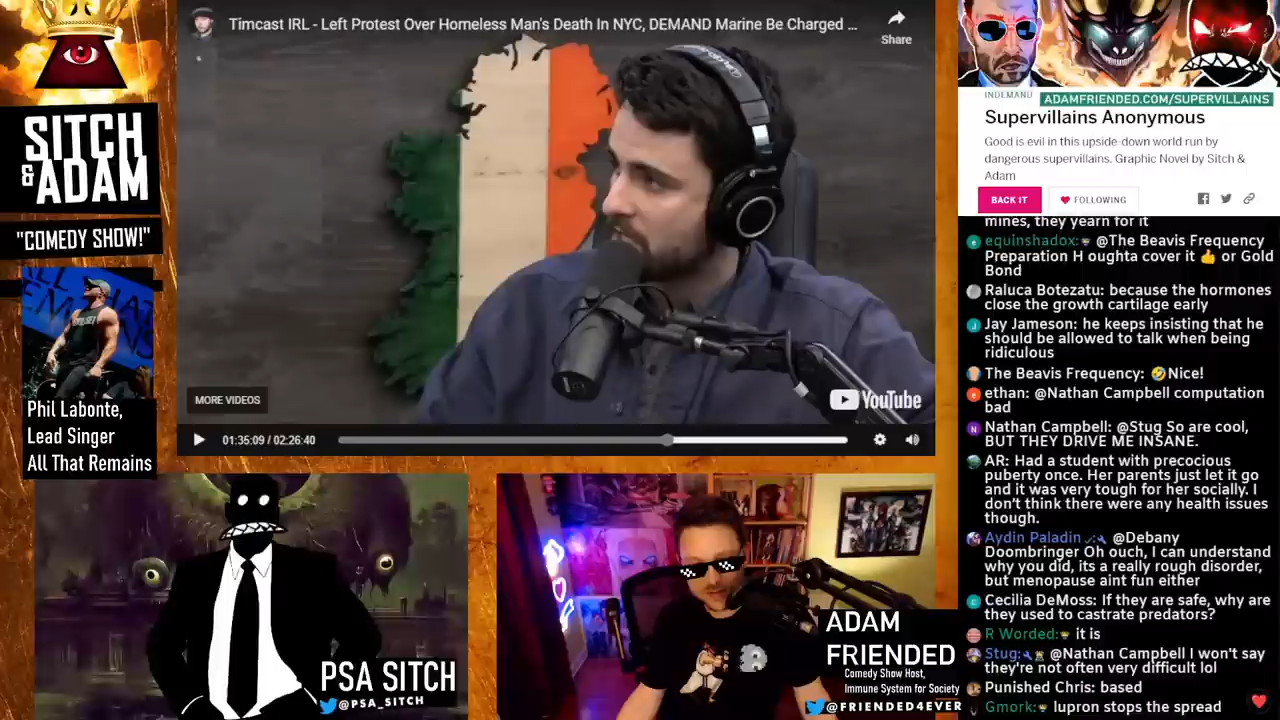 Timcast IRL - Left Protest Over Homeless Man's Death In NYC, DEMAND Marine Be Charged ...
Share
MORE VIDEOS
YouTube
01:35:09 / 02:26:40
SITCH
& ADAM
"COMEDY SHOW!"
Phil Labonte,
Lead Singer
All That Remains
PSA SITCH
@PSA_SITCH
ADAM
FRIENDED
Comedy Show Host,
Immune System for Society
@FRIENDED4EVER
INDEMAND
ADAMFRIENDED.COM/SUPERVILLAINS
Supervillains Anonymous
Good is evil in this upside-down world run by
dangerous supervillains. Graphic Novel by Sitch &
Adam
BACK IT
FOLLOWING
mines, they yearn for it
equinshadox: @The Beavis Frequency
Preparation H oughta cover it 👍 or Gold
Bond
Raluca Botezatu: because the hormones
close the growth cartilage early
Jay Jameson: he keeps insisting that he
should be allowed to talk when being
ridiculous
The Beavis Frequency: 🤣Nice!
ethan: @Nathan Campbell computation
bad
Nathan Campbell: @Stug So are cool,
BUT THEY DRIVE ME INSANE.
AR: Had a student with precocious
puberty once. Her parents just let it go
and it was very tough for her socially. I
don't think there were any health issues
though.
Aydin Paladin: @Debany
Doombringer Oh ouch, I can understand
why you did, its a really rough disorder,
but menopause aint fun either
Cecilia DeMoss: If they are safe, why are
they used to castrate predators?
R Worded: it is
Stug: @Nathan Campbell I won't say
they're not often very difficult lol
Punished Chris: based
Gmork: lupron stops the spread